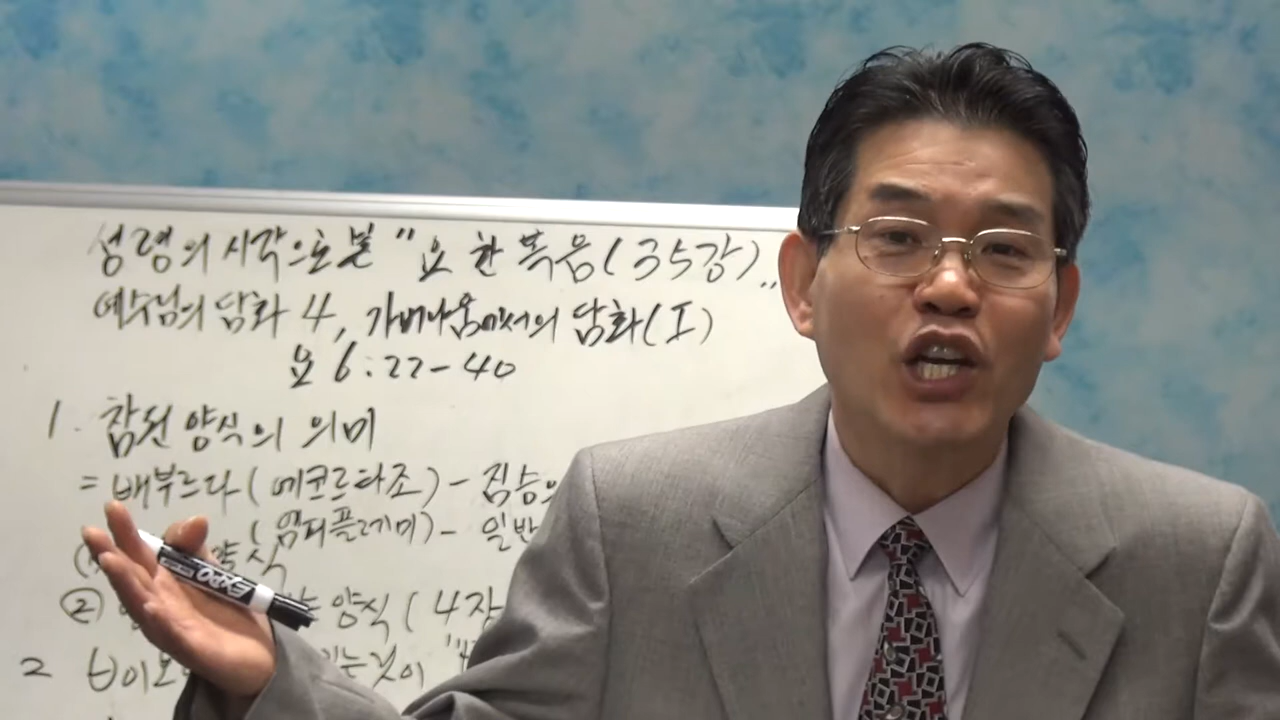 성령의 시각으로 본 "요한복음(35강)"
예수님의 담화 4, 가버나움에서의 담화(I)
요 6:22-40
1. 참된 양식의 의미
= 배부르다(에코르타조) - 짐승의
(엠피플레미) - 일반
양식
② 양식(4장
2 것이
EXPO